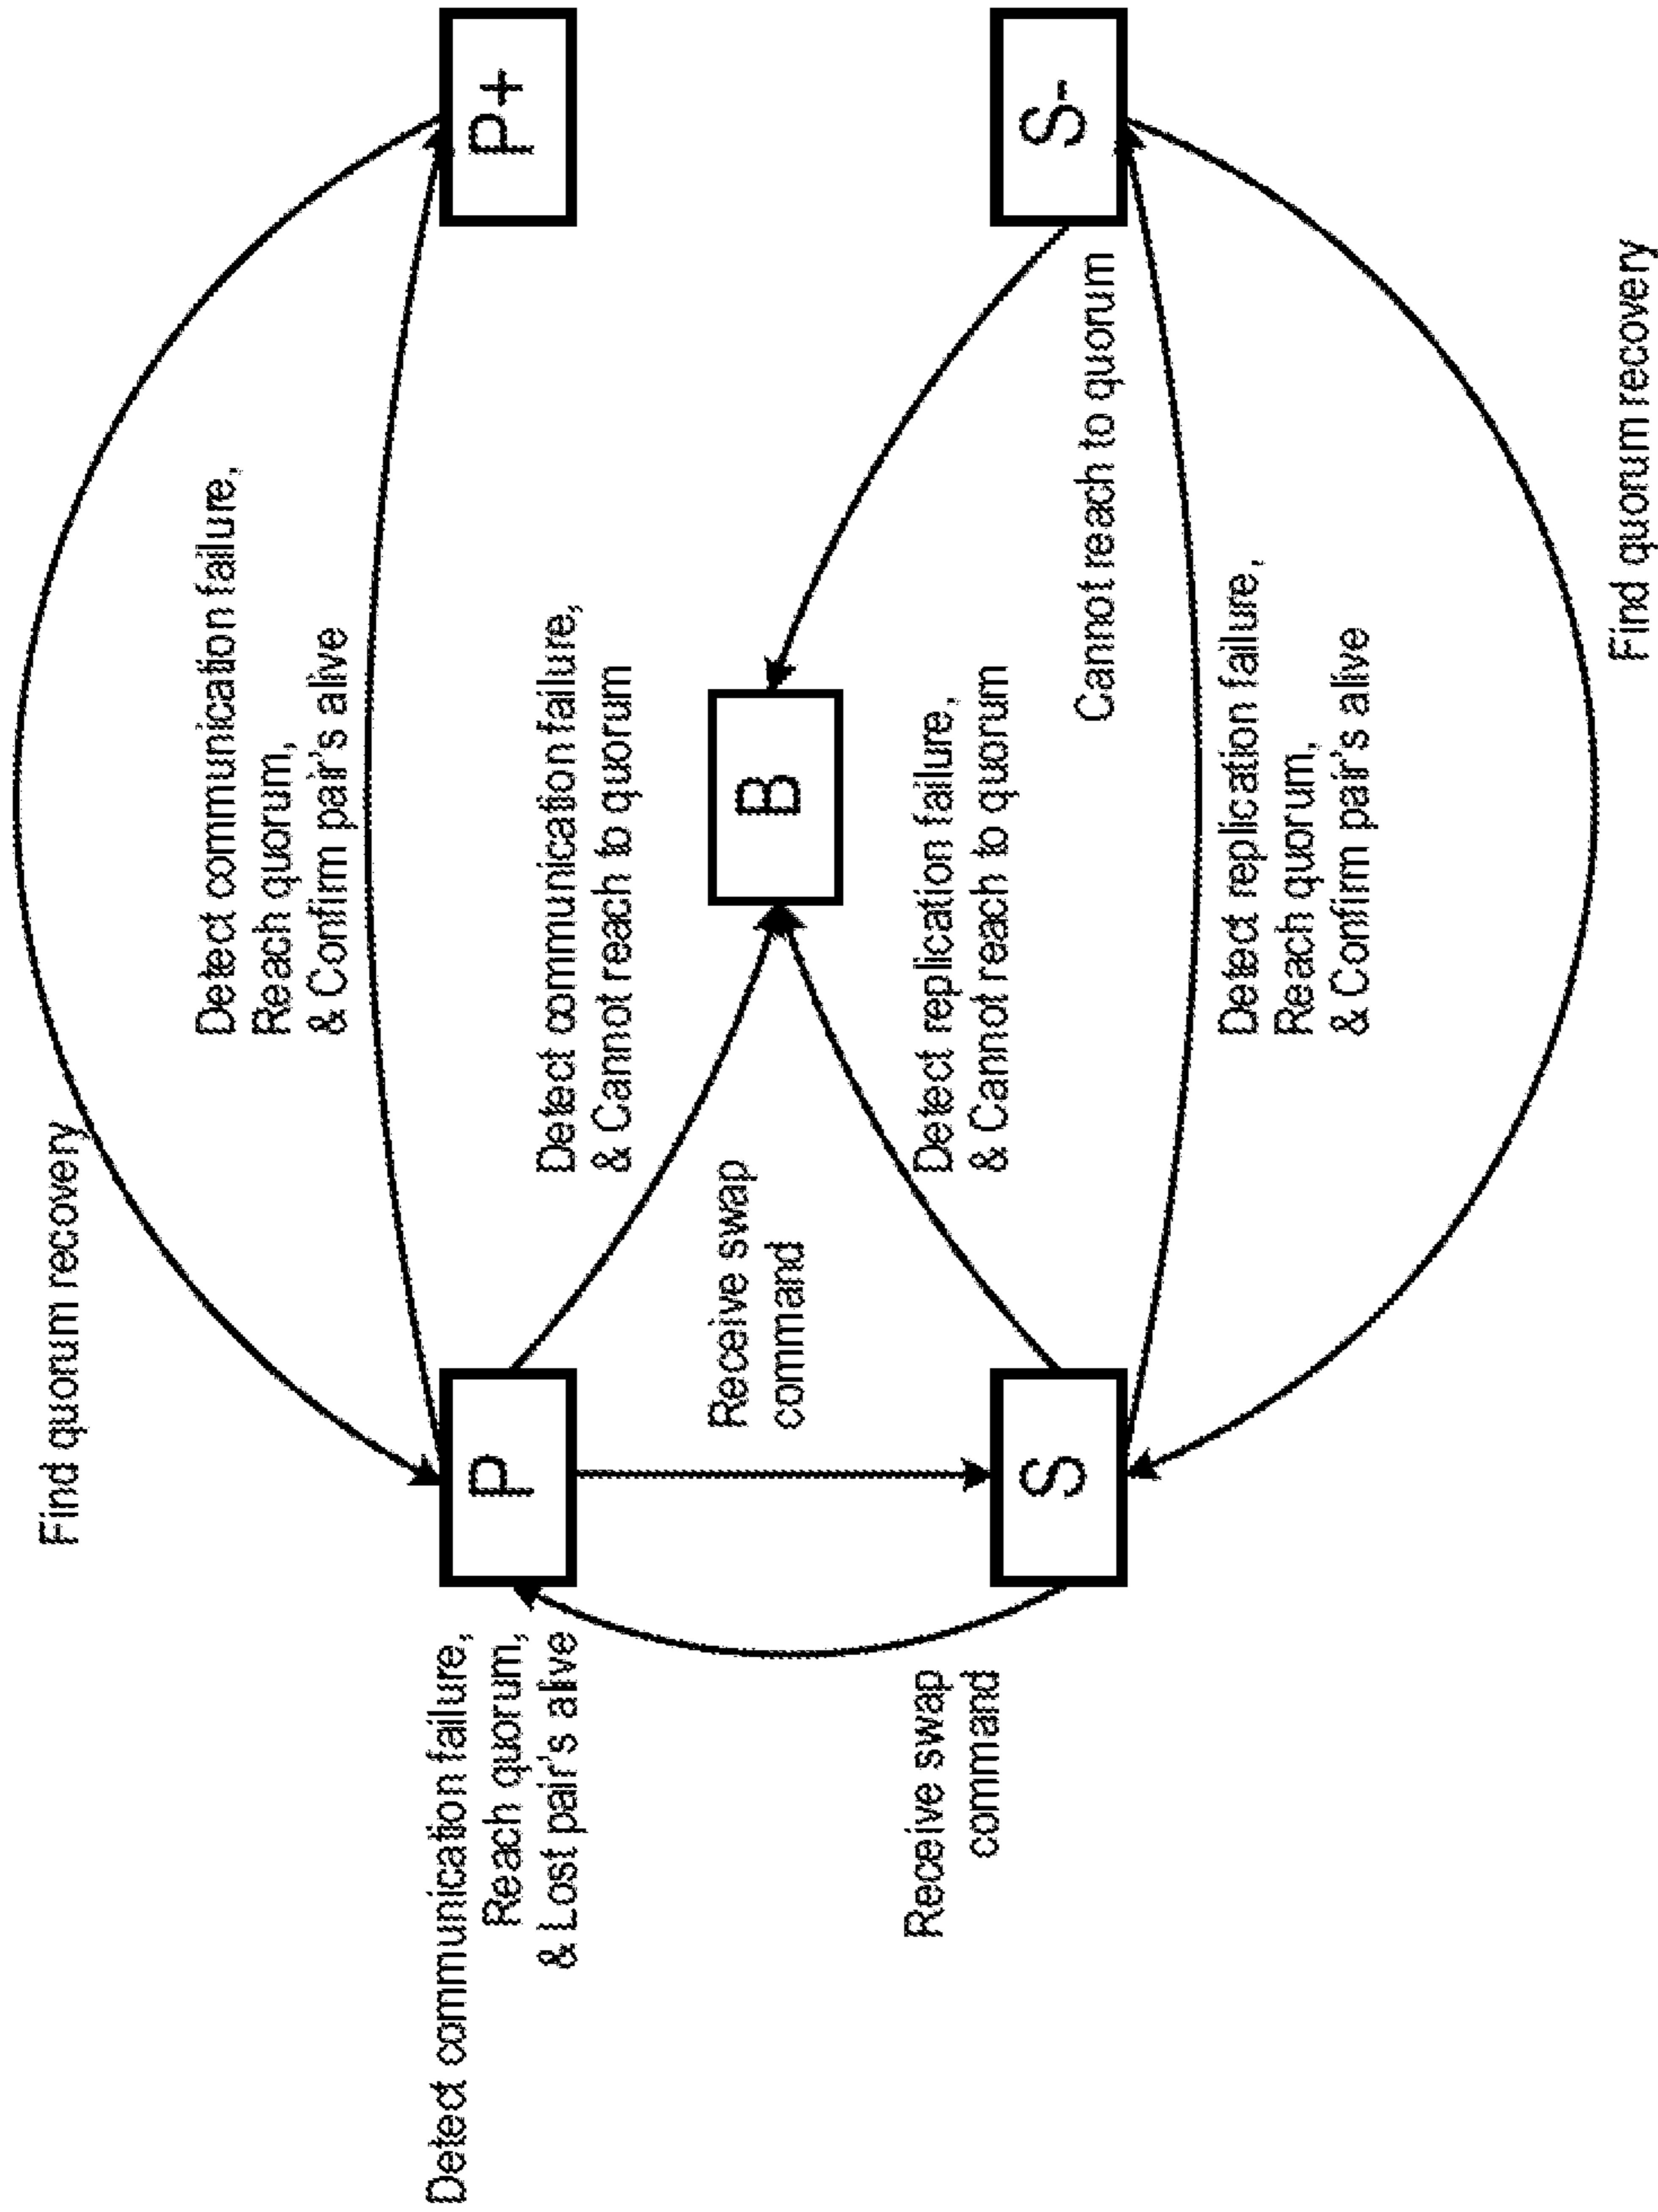 Find quorum recovery
Detect communication failure,
Reach quorum,
& Confirm pair's alive
Detect communication failure,
Reach quorum,
& Lost pair's alive
P
P+
Detect communication failure,
& Cannot reach to quorum
Receive swap
command
B
Receive swap
command
Detect replication failure,
& Cannot reach to quorum
S
S-
Cannot reach to quorum
Detect replication failure,
Reach quorum,
& Confirm pair's alive
Find quorum recovery